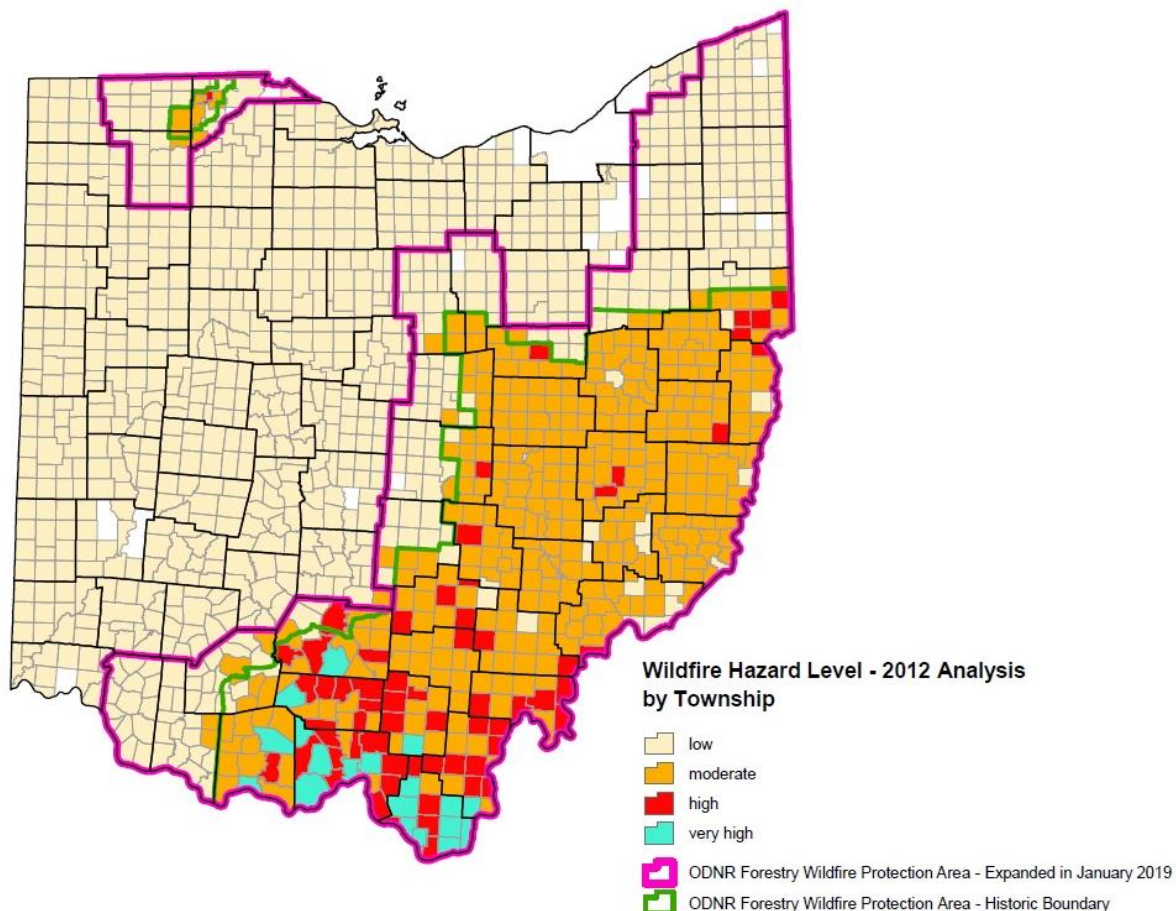 Wildfire Hazard Level - 2012 Analysis
by Township
low
moderate
high
very high
ODNR Forestry Wildfire Protection Area - Expanded in January 2019
ODNR Forestry Wildfire Protection Area - Historic Boundary